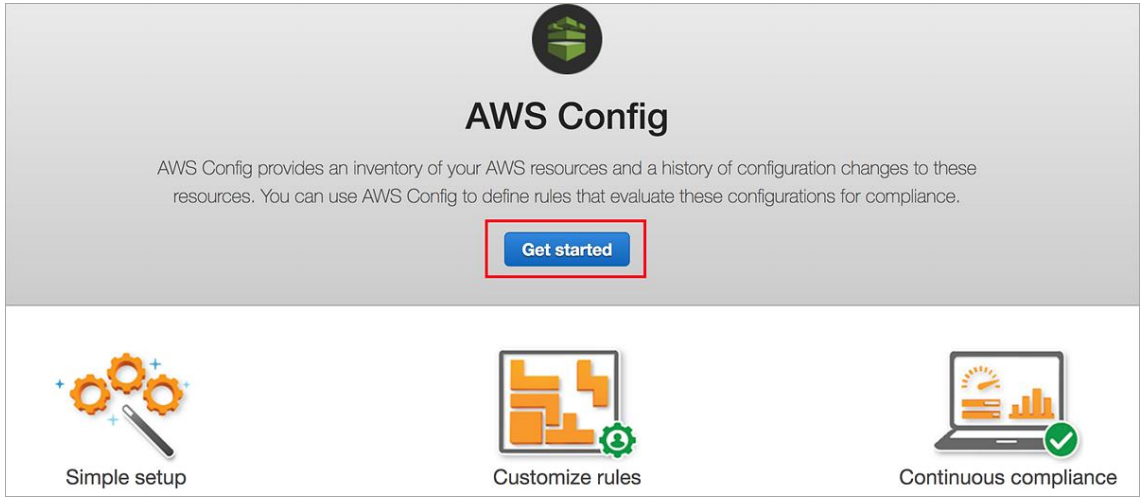 AWS Config
AWS Config provides an inventory of your AWS resources and a history of configuration changes to these
resources. You can use AWS Config to define rules that evaluate these configurations for compliance.
Get started
Simple setup
Customize rules
Continuous compliance